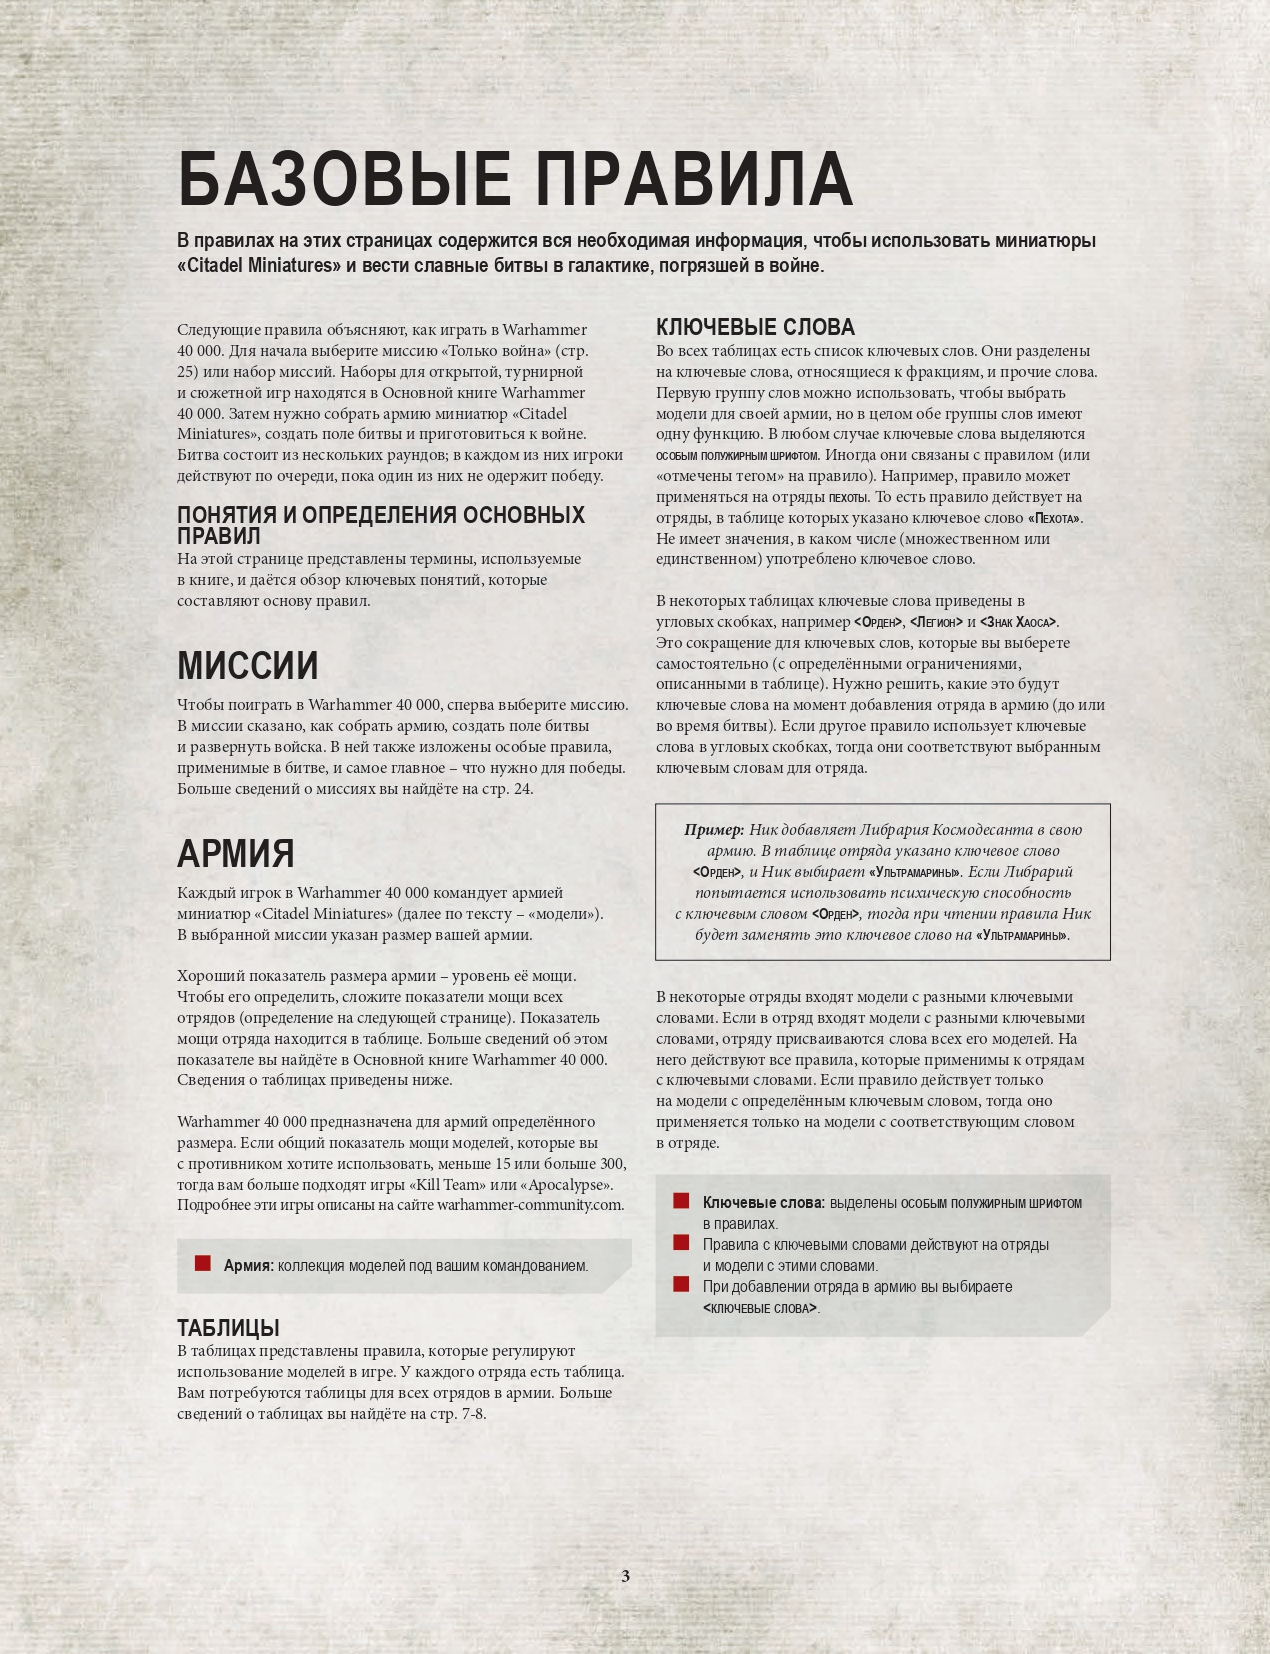 БАЗОВЫЕ ПРАВИЛА
В правилах на этих страницах содержится вся необходимая информация, чтобы использовать миниатюры
«Citadel Miniatures» и вести славные битвы в галактике, погрязшей в войне.
Следующие правила объясняют, как играть в Warhammer
40 000. Для начала выберите миссию «Только война» (стр.
25) или набор миссий. Наборы для открытой, турнирной
и сюжетной игр находятся в Основной книге Warhammer
40 000. Затем нужно собрать армию миниатюр «Citadel
Miniatures», создать поле битвы и приготовиться к войне.
Битва состоит из нескольких раундов; в каждом из них игроки
действуют по очереди, пока один из них не одержит победу.
ПОНЯТИЯ И ОПРЕДЕЛЕНИЯ ОСНОВНЫХ
ПРАВИЛ
На этой странице представлены термины, используемые
в книге, и даётся обзор ключевых понятий, которые
составляют основу правил.
МИССИИ
Чтобы поиграть в Warhammer 40 000, сперва выберите миссию.
В миссии сказано, как собрать армию, создать поле битвы
и развернуть войска. В ней также изложены особые правила,
применимые в битве, и самое главное – что нужно для победы.
Больше сведений о миссиях вы найдёте на стр. 24.
АРМИЯ
Каждый игрок в Warhammer 40 000 командует армией
миниатюр «Citadel Miniatures» (далее по тексту – «модели»).
В выбранной миссии указан размер вашей армии.
Хороший показатель размера армии – уровень её мощи.
Чтобы его определить, сложите показатели мощи всех
отрядов (определение на следующей странице). Показатель
мощи отряда находится в таблице. Больше сведений об этом
показателе вы найдёте в Основной книге Warhammer 40 000.
Сведения о таблицах приведены ниже.
Warhammer 40 000 предназначена для армий определённого
размера. Если общий показатель мощи моделей, которые вы
с противником хотите использовать, меньше 15 или больше 300,
тогда вам больше подходят игры «Kill Team» или «Apocalypse».
Подробнее эти игры описаны на сайте warhammer-community.com.
Армия: коллекция моделей под вашим командованием.
ТАБЛИЦЫ
В таблицах представлены правила, которые регулируют
использование моделей в игре. У каждого отряда есть таблица.
Вам потребуются таблицы для всех отрядов в армии. Больше
сведений о таблицах вы найдёте на стр. 7-8.
КЛЮЧЕВЫЕ СЛОВА
Во всех таблицах есть список ключевых слов. Они разделены
на ключевые слова, относящиеся к фракциям, и прочие слова.
Первую группу слов можно использовать, чтобы выбрать
модели для своей армии, но в целом обе группы слов имеют
одну функцию. В любом случае ключевые слова выделяются
ОСОБЫМ ПОЛУЖИРНЫМ ШРИФТОМ. Иногда они связаны с правилом (или
«отмечены тегом» на правило). Например, правило может
применяться на отряды ПЕХОТЫ. То есть правило действует на
отряды, в таблице которых указано ключевое слово «ПЕХОТА».
Не имеет значения, в каком числе (множественном или
единственном) употреблено ключевое слово.
В некоторых таблицах ключевые слова приведены в
угловых скобках, например <ОРДЕН>, <ЛЕГИОН> и <ЗНАК ХАОСА>.
Это сокращение для ключевых слов, которые вы выберете
самостоятельно (с определёнными ограничениями,
описанными в таблице). Нужно решить, какие это будут
ключевые слова на момент добавления отряда в армию (до или
во время битвы). Если другое правило использует ключевые
слова в угловых скобках, тогда они соответствуют выбранным
ключевым словам для отряда.
Пример: Ник добавляет Либрария Космодесанта в свою
армию. В таблице отряда указано ключевое слово
<ОРДЕН>, и Ник выбирает «УЛЬТРАМАРИНЫ». Если Либрарий
попытается использовать психическую способность
с ключевым словом <ОРДЕН>, тогда при чтении правила Ник
будет заменять это ключевое слово на «УЛЬТРАМАРИНЫ».
В некоторые отряды входят модели с разными ключевыми
словами. Если в отряд входят модели с разными ключевыми
словами, отряду присваиваются слова всех его моделей. На
него действуют все правила, которые применимы к отрядам
с ключевыми словами. Если правило действует только
на модели с определённым ключевым словом, тогда оно
применяется только на модели с соответствующим словом
в отряде.
Ключевые слова: выделены ОСОБЫМ ПОЛУЖИРНЫМ ШРИФТОМ
в правилах.
Правила с ключевыми словами действуют на отряды
и модели с этими словами.
При добавлении отряда в армию вы выбираете
<КЛЮЧЕВЫЕ СЛОВА>.
3